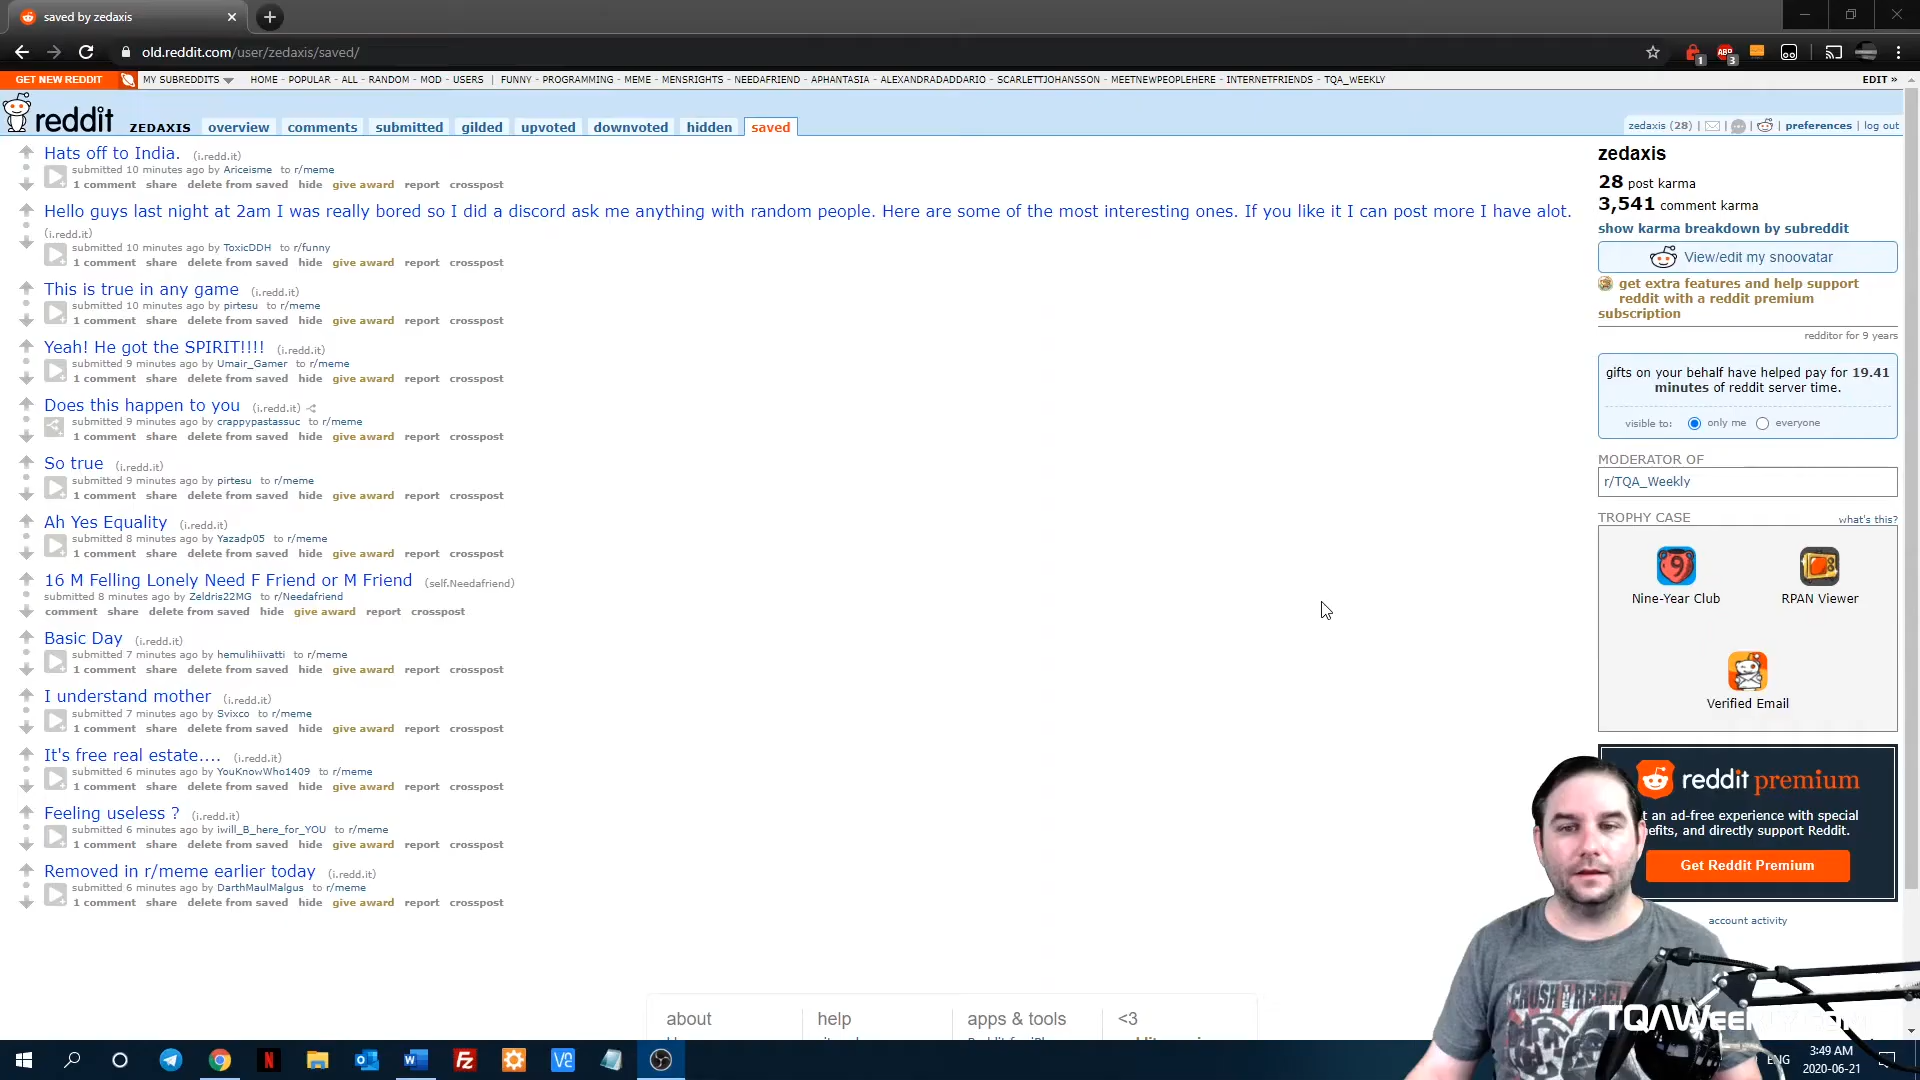 saved by zedaxis
old.reddit.com/user/zedaxis/saved/
GET NEW REDDIT MY SUBREDDITS HOME - POPULAR - ALL - RANDOM - MOD - USERS | FUNNY - PROGRAMMING - MEME - MENSRIGHTS - NEEDAFRIEND - APHANTASIA - ALEXANDRADADDARIO - SCARLETTJOHANSSON - MEETNEWPEOPLEHERE - INTERNETFRIENDS - TQA_WEEKLY EDIT »
reddit ZEDAXIS overview comments submitted gilded upvoted downvoted hidden saved
zedaxis (28) | | | | preferences | log out
Hats off to India. (i.redd.it)
submitted 10 minutes ago by Ariceisme to r/meme
1 comment share delete from saved hide give award report crosspost
Hello guys last night at 2am I was really bored so I did a discord ask me anything with random people. Here are some of the most interesting ones. If you like it I can post more I have alot.
(i.redd.it)
submitted 10 minutes ago by ToxicDDH to r/funny
1 comment share delete from saved hide give award report crosspost
This is true in any game (i.redd.it)
submitted 10 minutes ago by pirtesu to r/meme
1 comment share delete from saved hide give award report crosspost
Yeah! He got the SPIRIT!!!! (i.redd.it)
submitted 9 minutes ago by Umair_Gamer to r/meme
1 comment share delete from saved hide give award report crosspost
Does this happen to you (i.redd.it)
submitted 9 minutes ago by crappypastassuc to r/meme
1 comment share delete from saved hide give award report crosspost
So true (i.redd.it)
submitted 9 minutes ago by pirtesu to r/meme
1 comment share delete from saved hide give award report crosspost
Ah Yes Equality (i.redd.it)
submitted 8 minutes ago by Yazadp05 to r/meme
1 comment share delete from saved hide give award report crosspost
16 M Felling Lonely Need F Friend or M Friend (self.Needafriend)
submitted 8 minutes ago by Zeldris22MG to r/Needafriend
comment share delete from saved hide give award report crosspost
Basic Day (i.redd.it)
submitted 7 minutes ago by hemulihiivatti to r/meme
1 comment share delete from saved hide give award report crosspost
I understand mother (i.redd.it)
submitted 7 minutes ago by Svixco to r/meme
1 comment share delete from saved hide give award report crosspost
It's free real estate.... (i.redd.it)
submitted 6 minutes ago by YouKnowWho1409 to r/meme
1 comment share delete from saved hide give award report crosspost
Feeling useless ? (i.redd.it)
submitted 6 minutes ago by iwill_B_here_for_YOU to r/meme
1 comment share delete from saved hide give award report crosspost
Removed in r/meme earlier today (i.redd.it)
submitted 6 minutes ago by DarthMaulMalgus to r/meme
1 comment share delete from saved hide give award report crosspost
zedaxis
28 post karma
3,541 comment karma
show karma breakdown by subreddit
View/edit my snoovatar
get extra features and help support
reddit with a reddit premium
subscription
redditor for 9 years
gifts on your behalf have helped pay for 19.41
minutes of reddit server time.
visible to: only me everyone
MODERATOR OF
r/TQA_Weekly
TROPHY CASE what's this?
9
Nine-Year Club RPAN Viewer
Verified Email
reddit premium
an ad-free experience with special
and directly support Reddit.
Get Reddit Premium
account activity
about help apps & tools <3
CRUSH REBEL
TQAWEEKLY.COM
ENG 3:49 AM
2020-06-21